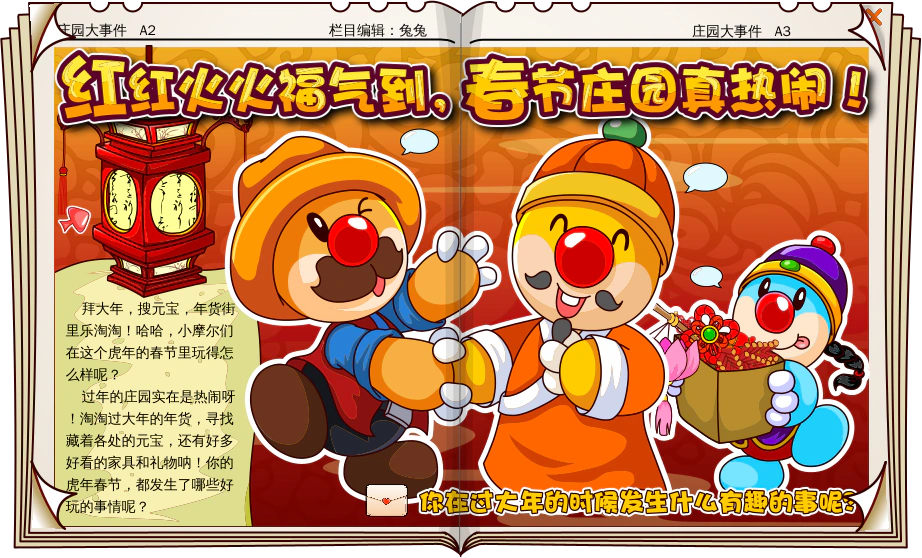 庄园大事件 A2
栏目编辑：兔兔
庄园大事件 A3
红红火火福气到，春节庄园真热闹！
拜大年，搜元宝，年货街
里乐淘淘！哈哈，小摩尔们
在这个虎年的春节里玩得怎
么样呢？
过年的庄园实在是热闹呀
！淘淘过大年的年货，寻找
藏着各处的元宝，还有好多
好看的家具和礼物呐！你的
虎年春节，都发生了哪些好
玩的事情呢？
你在过大年的时候发生什么有趣的事呢？